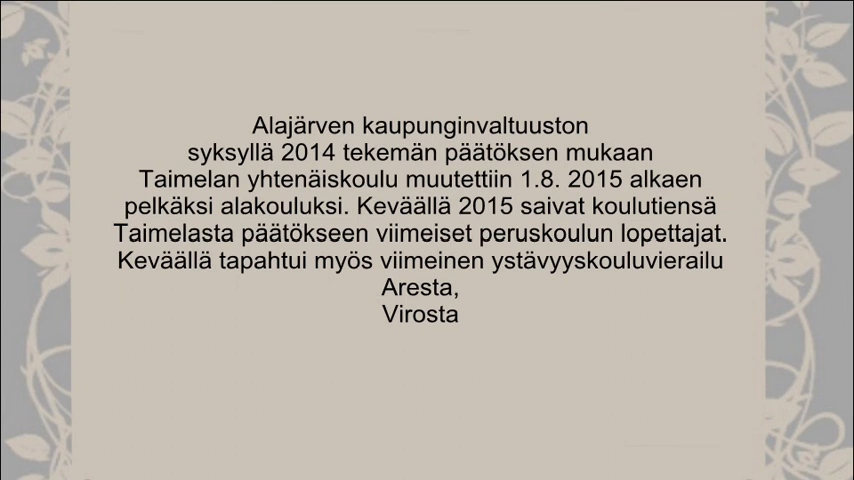 Alajärven kaupunginvaltuuston
syksyllä 2014 tekemän päätöksen mukaan
Taimelan yhtenäiskoulu muutettiin 1.8. 2015 alkaen
pelkäksi alakouluksi. Keväällä 2015 saivat koulutiensä
Taimelasta päätökseen viimeiset peruskoulun lopettajat.
Keväällä tapahtui myös viimeinen ystävyyskouluvierailu
Aresta,
Virosta